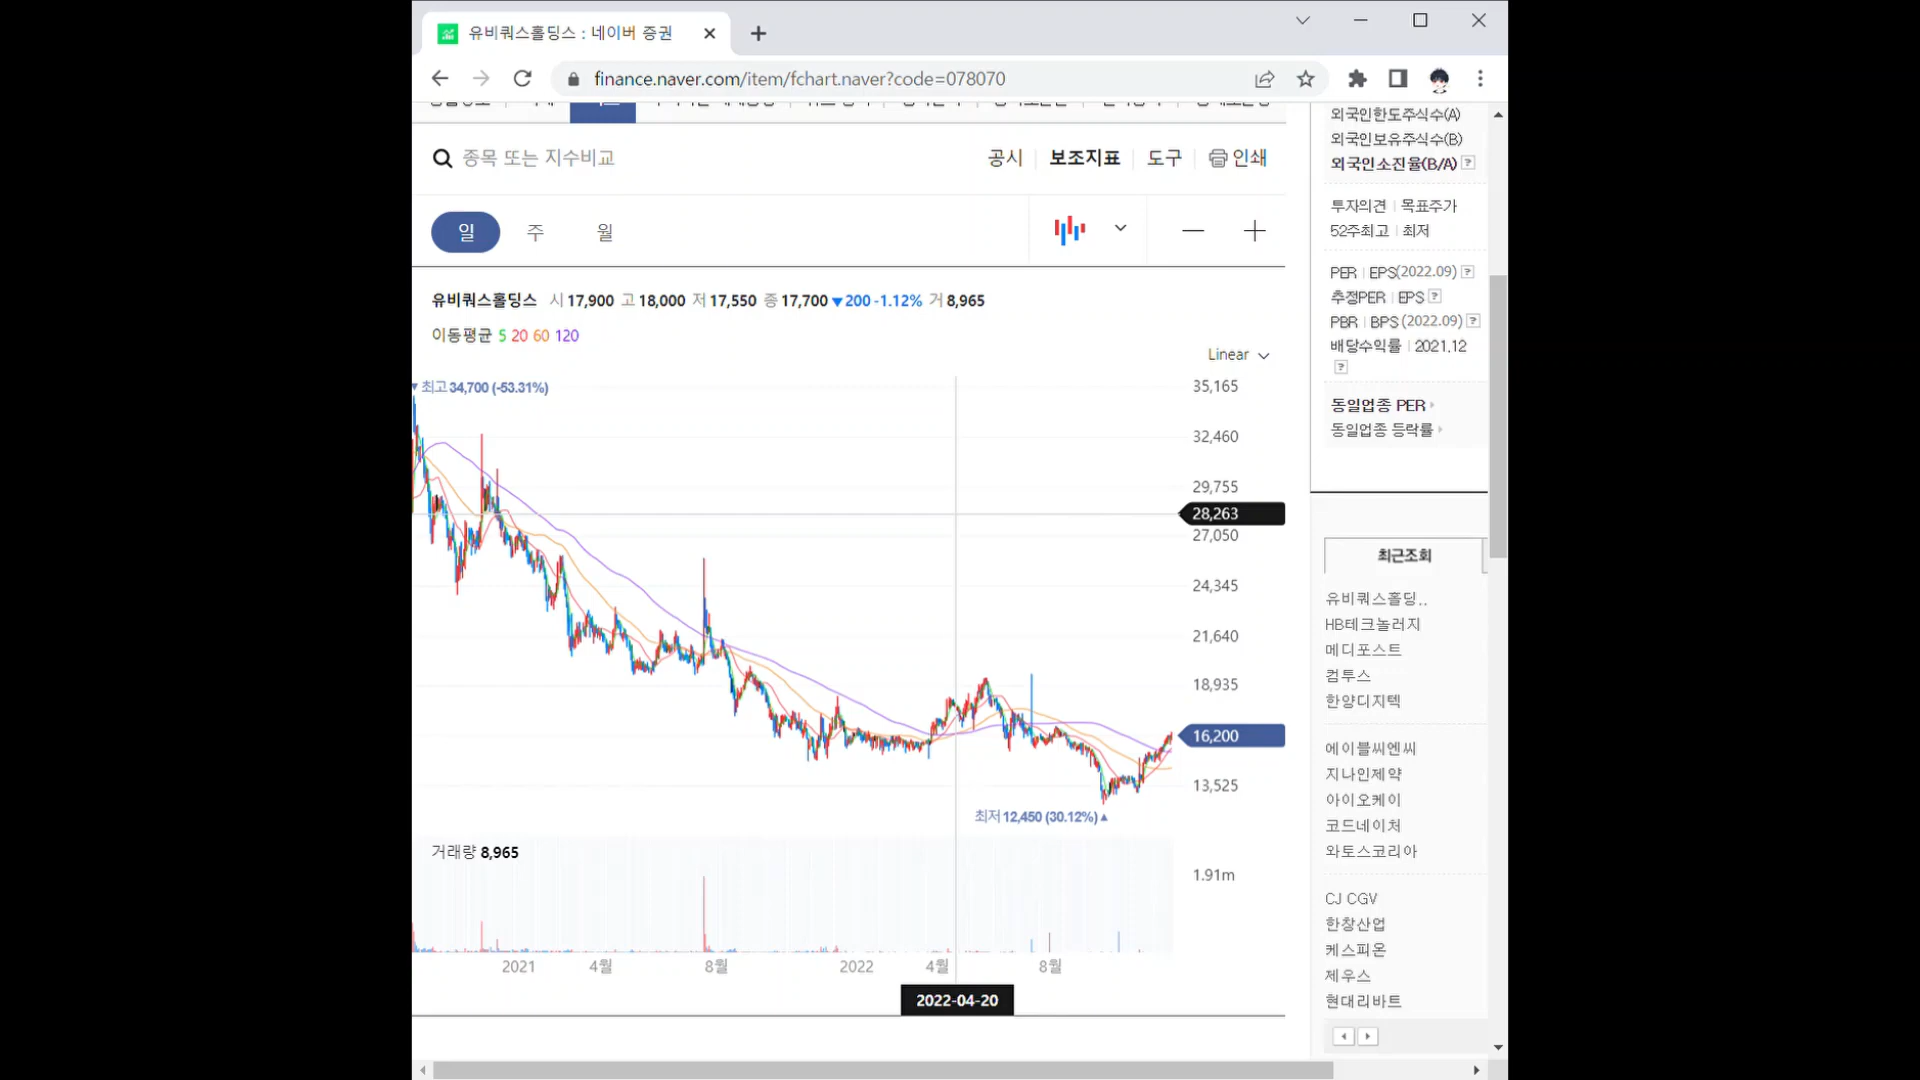 유비쿼스홀딩스 : 네이버 증권
finance.naver.com/item/fchart.naver?code=078070
종목 또는 지수비교
공시 보조지표 도구 인쇄
일 주 월
유비쿼스홀딩스 시 17,900 고 18,000 저 17,550 종 17,700 ▼200 -1.12% 거 8,965
이동평균 5 20 60 120
Linear
최고 34,700 (-53.31%)
35,165
32,460
29,755
28,263
27,050
24,345
21,640
18,935
16,200
13,525
최저 12,450 (30.12%)▲
거래량 8,965
1.91m
2021 4월 8월 2022 4월 8월
2022-04-20
외국인한도주식수(A)
외국인보유주식수(B)
외국인소진율(B/A) ?
투자의견 | 목표주가
52주최고 | 최저
PER | EPS(2022.09) ?
추정PER | EPS ?
PBR | BPS (2022.09) ?
배당수익률 | 2021.12
?
동일업종 PER
동일업종 등락률
최근조회
유비쿼스홀딩..
HB테크놀러지
메디포스트
컴투스
한양디지텍
에이블씨엔씨
지나인제약
아이오케이
코드네이처
와토스코리아
CJ CGV
한창산업
케스피온
제우스
현대리바트